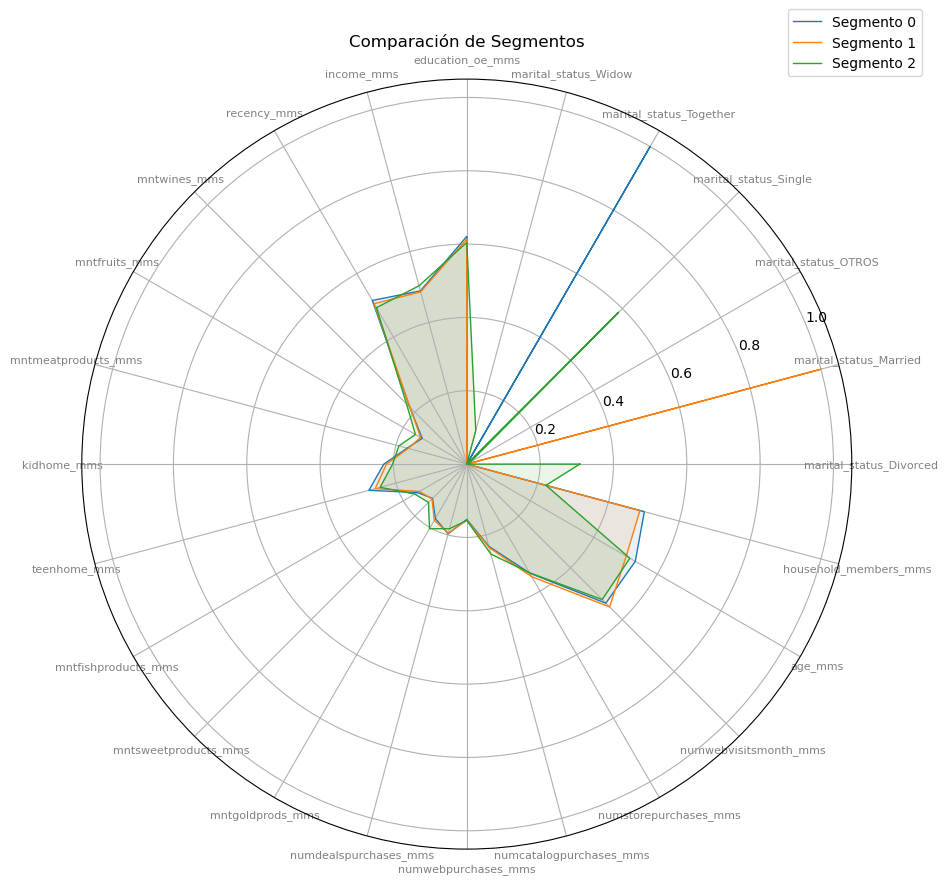 Segmento 0
Segmento 1
Segmento 2
Comparación de Segmentos
education_oe_mms
income_mms
marital_status_Widow
recency_mms
marital_status_Together
mntwines_mms
marital_status_Single
mntfruits_mms
marital_status_OTROS
1.0
0.8
mntmeatproducts_mms
marital_status_Married
0.6
0.4
0.2
kidhome_mms
marital_status_Divorced
teenhome_mms
household_members_mms
mntfishproducts_mms
age_mms
mntsweetproducts_mms
numwebvisitsmonth_mms
mntgoldprods_mms
numstorepurchases_mms
numdealspurchases_mms
numcatalogpurchases_mms
numwebpurchases_mms